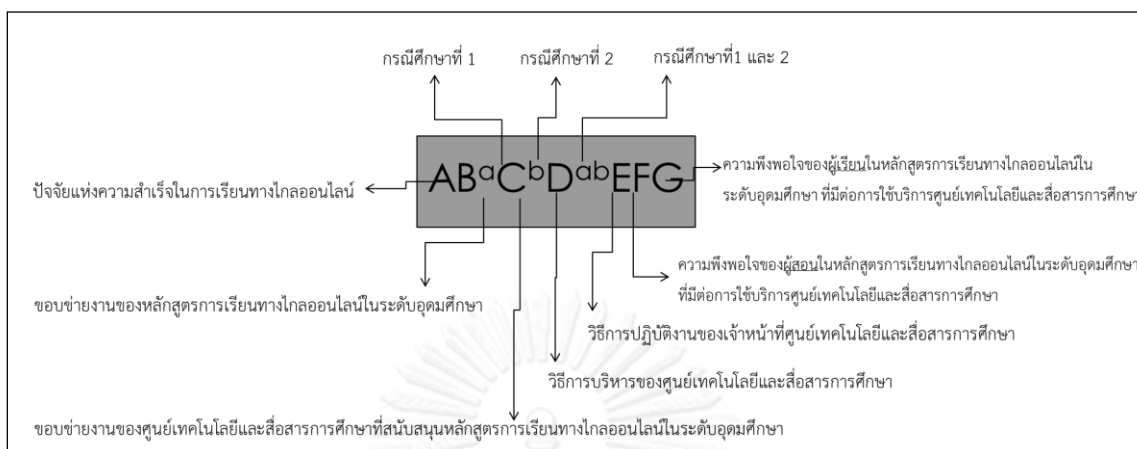 กรณีศึกษาที่ 1 กรณีศึกษาที่ 2 กรณีศึกษาที่1 และ 2
ABaCbDabEFG
ปัจจัยแห่งความสำเร็จในการเรียนทางไกลออนไลน์
ความพึงพอใจของผู้เรียนในหลักสูตรการเรียนทางไกลออนไลน์ใน
ระดับอุดมศึกษา ที่มีต่อการใช้บริการศูนย์เทคโนโลยีและสื่อสารการศึกษา
ความพึงพอใจของผู้สอนในหลักสูตรการเรียนทางไกลออนไลน์ในระดับอุดมศึกษา
ที่มีต่อการใช้บริการศูนย์เทคโนโลยีและสื่อสารการศึกษา
ขอบข่ายงานของหลักสูตรการเรียนทางไกลออนไลน์ในระดับอุดมศึกษา
วิธีการปฏิบัติงานของเจ้าหน้าที่ศูนย์เทคโนโลยีและสื่อสารการศึกษา
วิธีการบริหารของศูนย์เทคโนโลยีและสื่อสารการศึกษา
ขอบข่ายงานของศูนย์เทคโนโลยีและสื่อสารการศึกษาที่สนับสนุนหลักสูตรการเรียนทางไกลออนไลน์ในระดับอุดมศึกษา